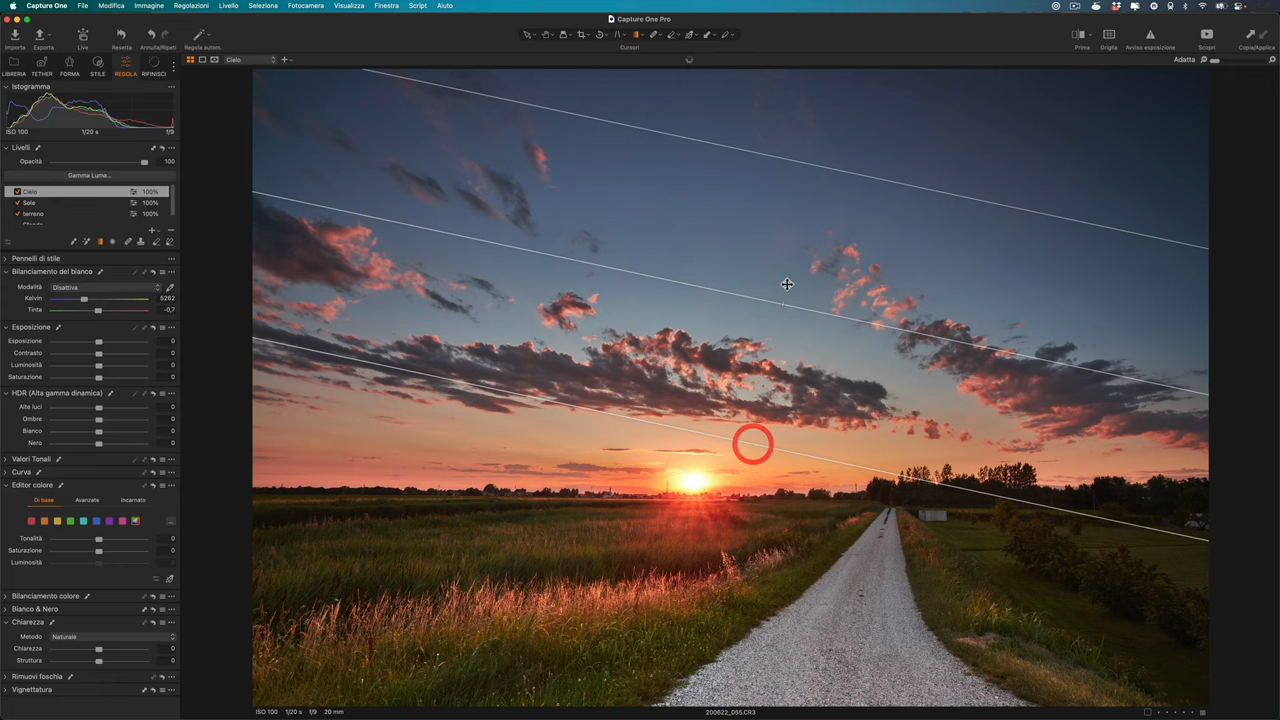 Capture One File Modifica Immagine Regolazioni Livello Seleziona Fotocamera Visualizza Finestra Script Aiuto
Capture One Pro
Importa Esporta Live Resetta Annulla/Ripeti Regola autom. Cursori Prima Griglia Avviso esposizione Scopri Copia/Applica
LIBRERIA TETHER FORMA STILE REGOLA RIFINISCI
Cielo
Adatta
Istogramma
ISO 100 1/20 s f/9
Livelli
Opacità 100
Gamma Luma...
Cielo 100%
Sole 100%
terreno 100%
Pennelli di stile
Bilanciamento del bianco
Modalità Disattiva
Kelvin 5262
Tinta -0,7
Esposizione
Esposizione 0
Contrasto 0
Luminosità 0
Saturazione 0
HDR (Alta gamma dinamica)
Alte luci 0
Ombre 0
Bianco 0
Nero 0
Valori Tonali
Curva
Editor colore
Di base Avanzate Incarnato
Tonalità 0
Saturazione 0
Luminosità
Bilanciamento colore
Bianco & Nero
Chiarezza
Metodo Naturale
Chiarezza 0
Struttura 0
Rimuovi foschia
Vignettatura
ISO 100 1/20 s f/9 20 mm
200622_055.CR3